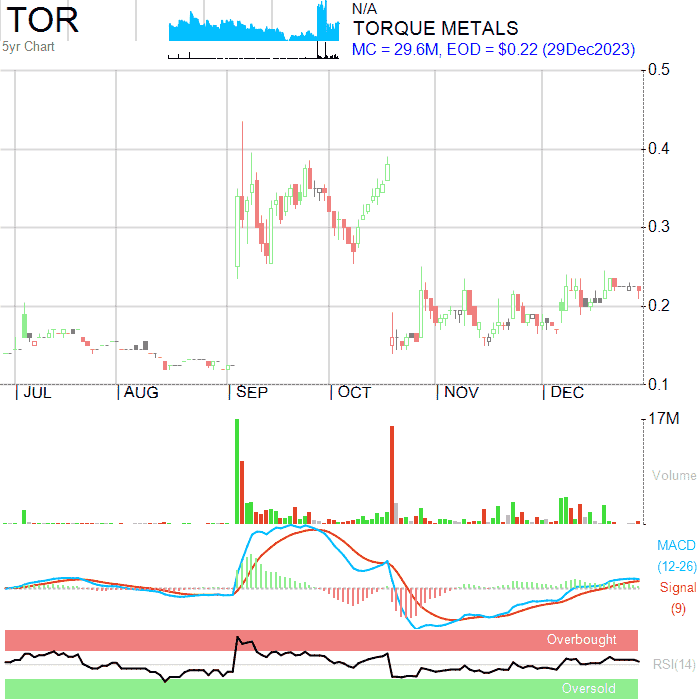 TOR
5yr Chart
N/A
TORQUE METALS
MC = 29.6M, EOD = $0.22 (29Dec2023)
0.5
0.4
0.3
0.2
0.1
JUL AUG SEP OCT NOV DEC
17M
Volume
MACD
(12-26)
Signal
(9)
Overbought
RSI(14)
Oversold